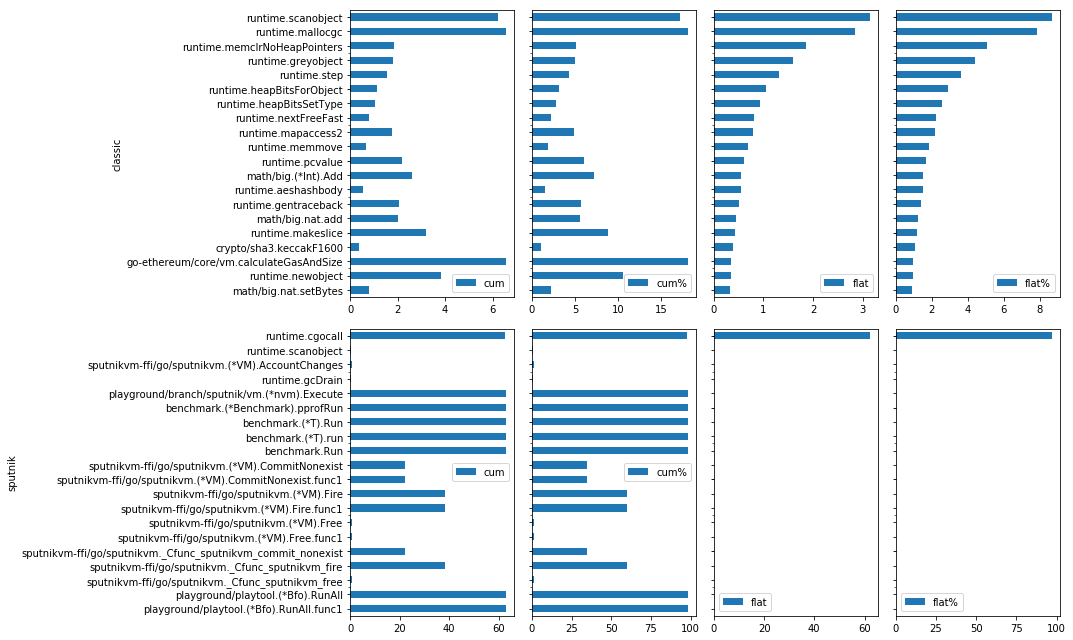 classic
runtime.scanobject
runtime.mallocgc
runtime.memclrNoHeapPointers
runtime.greyobject
runtime.step
runtime.heapBitsForObject
runtime.heapBitsSetType
runtime.nextFreeFast
runtime.mapaccess2
runtime.memmove
runtime.pcvalue
math/big.(*Int).Add
runtime.aeshashbody
runtime.gentraceback
math/big.nat.add
runtime.makeslice
crypto/sha3.keccakF1600
go-ethereum/core/vm.calculateGasAndSize
runtime.newobject
math/big.nat.setBytes
cum
0 2 4 6
cum%
0 5 10 15
flat
0 1 2 3
flat%
0 2 4 6 8
sputnik
runtime.cgocall
runtime.scanobject
sputnikvm-ffi/go/sputnikvm.(*VM).AccountChanges
runtime.gcDrain
playground/branch/sputnik/vm.(*nvm).Execute
benchmark.(*Benchmark).pprofRun
benchmark.(*T).Run
benchmark.(*T).run
benchmark.Run
sputnikvm-ffi/go/sputnikvm.(*VM).CommitNonexist
sputnikvm-ffi/go/sputnikvm.(*VM).CommitNonexist.func1
sputnikvm-ffi/go/sputnikvm.(*VM).Fire
sputnikvm-ffi/go/sputnikvm.(*VM).Fire.func1
sputnikvm-ffi/go/sputnikvm.(*VM).Free
sputnikvm-ffi/go/sputnikvm.(*VM).Free.func1
sputnikvm-ffi/go/sputnikvm._Cfunc_sputnikvm_commit_nonexist
sputnikvm-ffi/go/sputnikvm._Cfunc_sputnikvm_fire
sputnikvm-ffi/go/sputnikvm._Cfunc_sputnikvm_free
playground/playtool.(*Bfo).RunAll
playground/playtool.(*Bfo).RunAll.func1
cum
0 20 40 60
cum%
0 25 50 75 100
flat
0 20 40 60
flat%
0 25 50 75 100